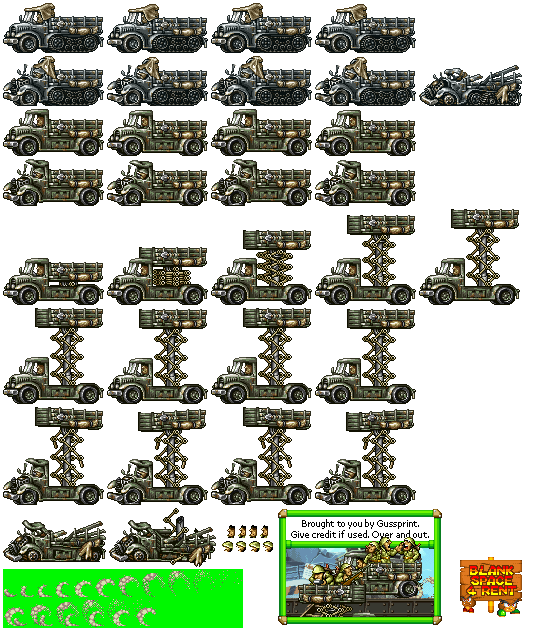 Brought to you by Gussprint.
Give credit if used. Over and out.
BLANK
SPACE
4 RENT